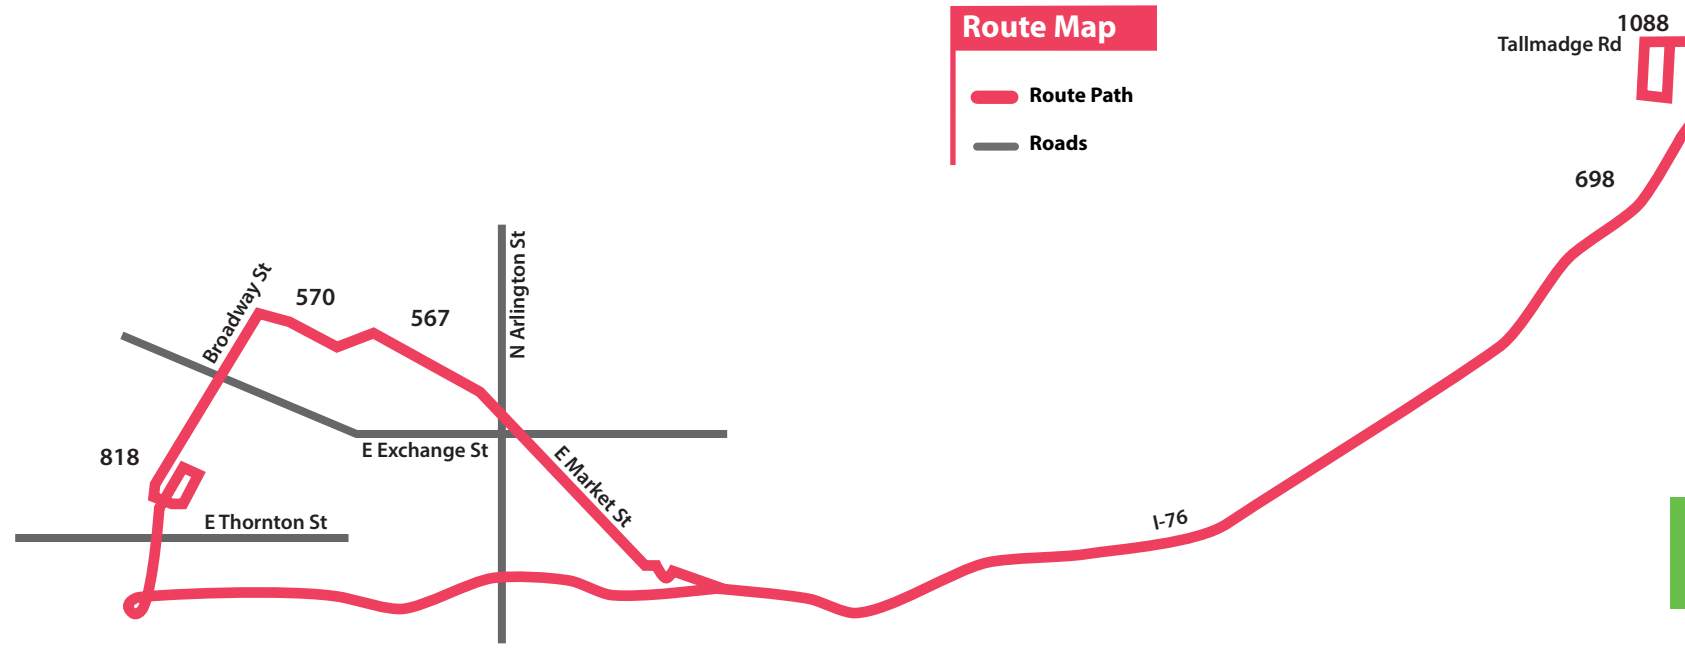 Route Map
Route Path
Roads
1088
Tallmadge Rd
698
N Arlington St
Broadway St
570
567
E Exchange St
818
E Market St
E Thornton St
I-76